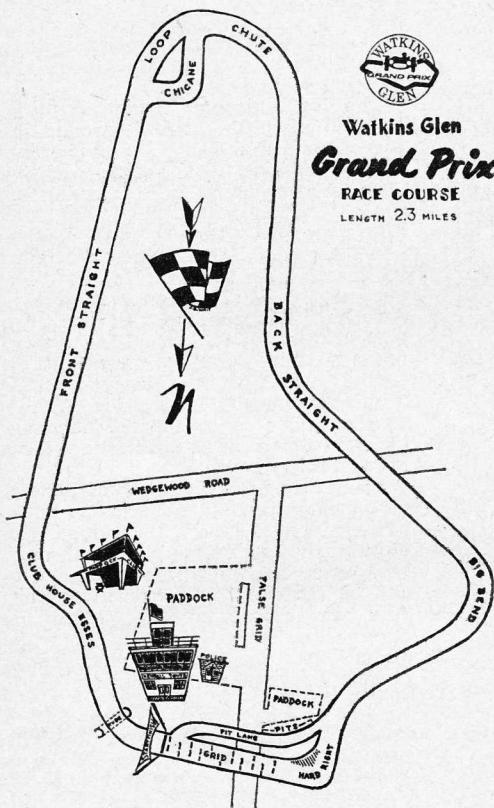 LOOP
CHUTE
CHICANE
WATKINS
GRAND PRIX
GLEN
Watkins Glen
Grand Prix
RACE COURSE
LENGTH 2.3 MILES
FRONT STRAIGHT
N
BACK STRAIGHT
WEDGEWOOD ROAD
CLUB HOUSE ESSES
PADDOCK
FALSE GRID
BIG BEND
POLICE
PADDOCK
PITS
PIT LANE
GRID
HARD RIGHT